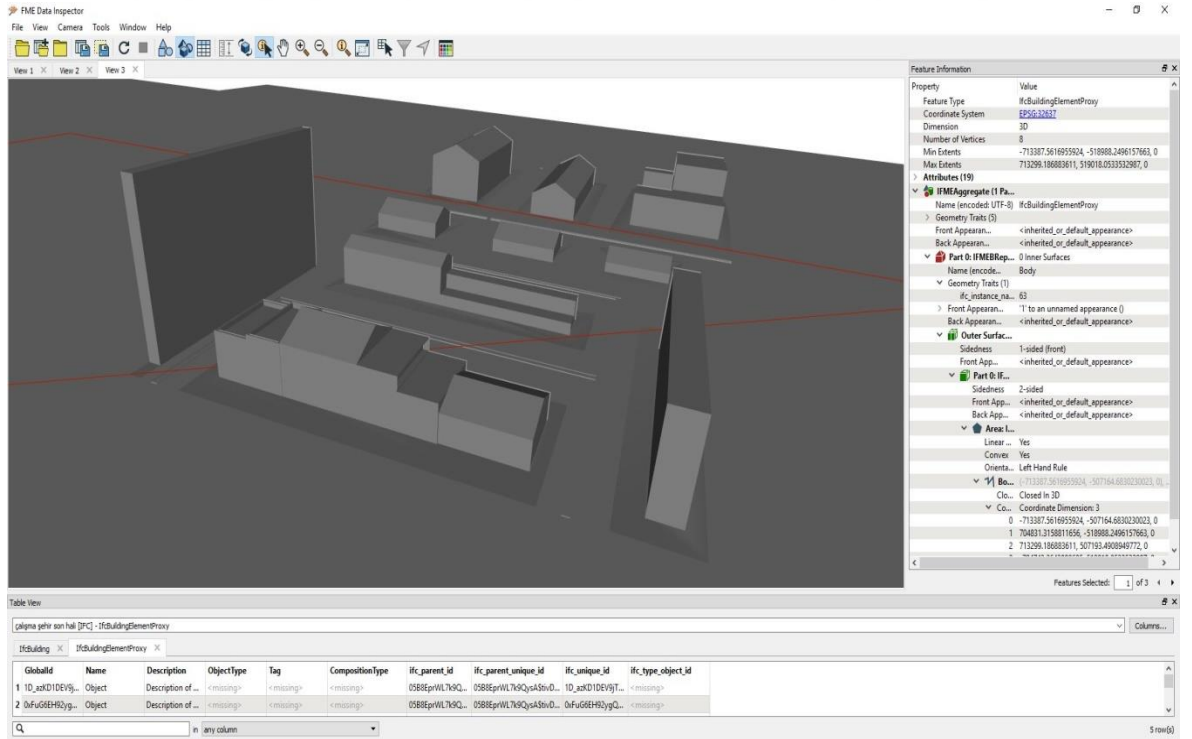 FME Data Inspector
File View Camera Tools Window Help
View 1 View 2 View 3
Feature Information
Property Value
Feature Type IfcBuildingElementProxy
Coordinate System EPSG:32637
Dimension 3D
Number of Vertices 8
Min Extents -713387.5616955924, -518988.2496157663, 0
Max Extents 713299.186883611, 519018.0533532987, 0
Attributes (19)
IFMEAggregate (1 Pa...
Name (encoded: UTF-8) IfcBuildingElementProxy
Geometry Traits (5)
Front Appearan... <inherited_or_default_appearance>
Back Appearan... <inherited_or_default_appearance>
Part 0: IFMEBRep... 0 Inner Surfaces
Name (encode... Body
Geometry Traits (1)
ifc_instance_na... 63
Front Appearan... '1' to an unnamed appearance ()
Back Appearan... <inherited_or_default_appearance>
Outer Surfac...
Sidedness 1-sided (front)
Front App... <inherited_or_default_appearance>
Part 0: IF...
Sidedness 2-sided
Front App... <inherited_or_default_appearance>
Back App... <inherited_or_default_appearance>
Area: I...
Linear ... Yes
Convex Yes
Orienta... Left Hand Rule
Bo... (-713387.5616955924, -507164.6830230023, 0), ...
Clo... Closed In 3D
Co... Coordinate Dimension: 3
0 -713387.5616955924, -507164.6830230023, 0
1 704831.3158811656, -518988.2496157663, 0
2 713299.186883611, 507193.4908949772, 0
Features Selected: 1 of 3
Table View
çalışma şehir son hali [IFC] - IfcBuildingElementProxy
Columns...
IfcBuilding IfcBuildingElementProxy
GlobalId Name Description ObjectType Tag CompositionType ifc_parent_id ifc_parent_unique_id ifc_unique_id ifc_type_object_id
1 1D_azKD1DEV9j... Object Description of ... <missing> <missing> <missing> 05B8EprWL7k9Q... 05B8EprWL7k9QysAStivD... 1D_azKD1DEV9jT... <missing>
2 0xFuG6EH92yg... Object Description of ... <missing> <missing> <missing> 05B8EprWL7k9Q... 05B8EprWL7k9QysAStivD... 0xFuG6EH92ygQ... <missing>
in any column
5 row(s)